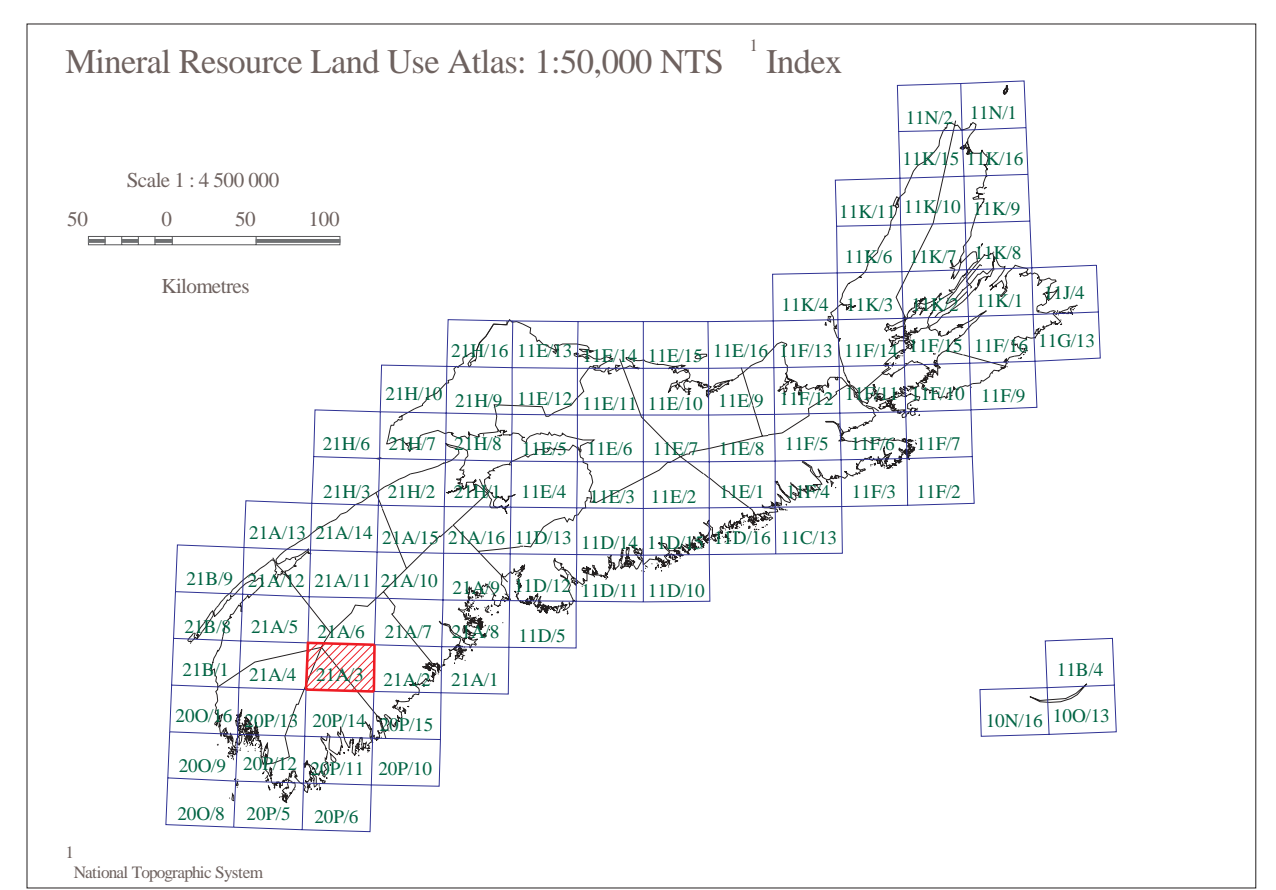 Mineral Resource Land Use Atlas: 1:50,000 NTS 1 Index
11N/2 11N/1
Scale 1 : 4 500 000
11K/15 11K/16
50 0 50 100
11K/11 11K/10 11K/9
Kilometres
11K/6 11K/7 11K/8
11K/4 11K/3 11K/2 11K/1 11J/4
21H/16 11E/13 11E/14 11E/15 11E/16 11F/13 11F/14 11F/15 11F/16 11G/13
21H/10 21H/9 11E/12 11E/11 11E/10 11E/9 11F/12 11F/11 11F/10 11F/9
21H/6 21H/7 21H/8 11E/5 11E/6 11E/7 11E/8 11F/5 11F/6 11F/7
21H/3 21H/2 21H/1 11E/4 11E/3 11E/2 11E/1 11F/4 11F/3 11F/2
21A/13 21A/14 21A/15 21A/16 11D/13 11D/14 11D/15 11D/16 11C/13
21B/9 21A/12 21A/11 21A/10 21A/9 11D/12 11D/11 11D/10
21B/8 21A/5 21A/6 21A/7 21A/8 11D/5
21B/1 21A/4 21A/3 21A/2 21A/1 11B/4
20O/16 20P/13 20P/14 20P/15 10N/16 10O/13
20O/9 20P/12 20P/11 20P/10
20O/8 20P/5 20P/6
1
National Topographic System